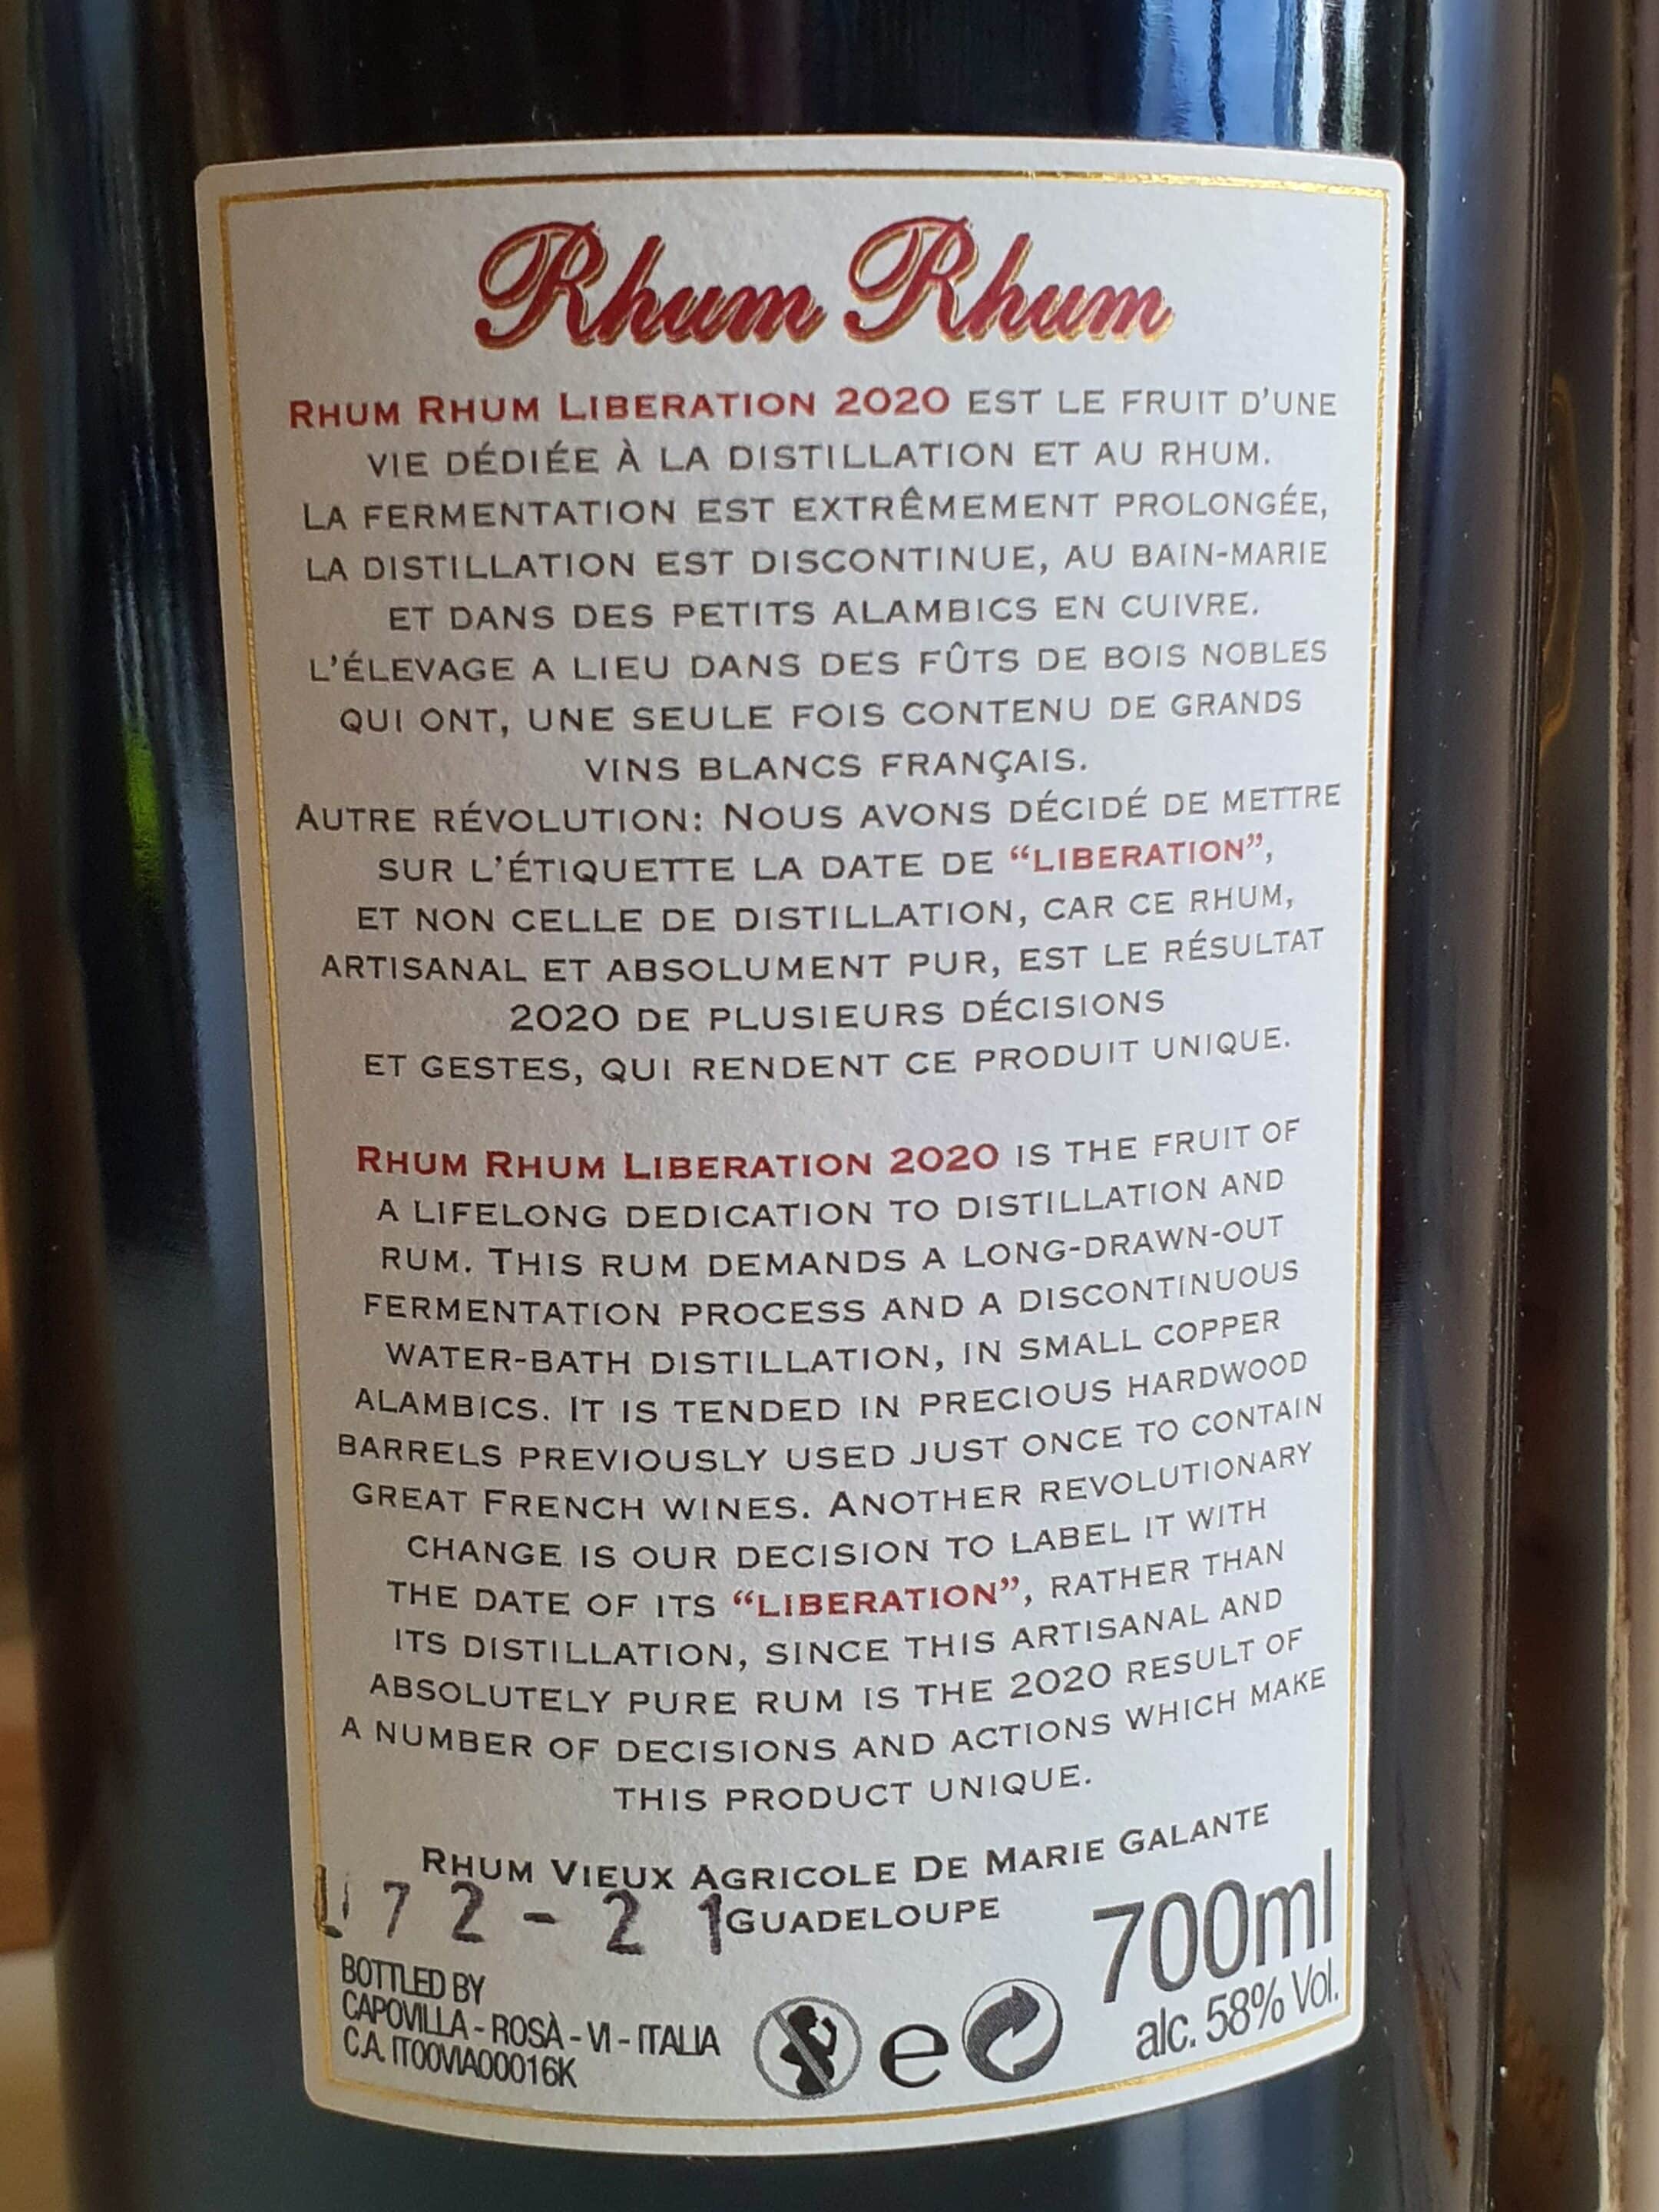 Rhum Rhum
RHUM RHUM LIBERATION 2020 EST LE FRUIT D'UNE
VIE DÉDIÉE À LA DISTILLATION ET AU RHUM.
LA FERMENTATION EST EXTRÊMEMENT PROLONGÉE,
LA DISTILLATION EST DISCONTINUE, AU BAIN-MARIE
ET DANS DES PETITS ALAMBICS EN CUIVRE.
L'ÉLEVAGE A LIEU DANS DES FÛTS DE BOIS NOBLES
QUI ONT, UNE SEULE FOIS CONTENU DE GRANDS
VINS BLANCS FRANÇAIS.
AUTRE RÉVOLUTION: NOUS AVONS DÉCIDÉ DE METTRE
SUR L'ÉTIQUETTE LA DATE DE “LIBERATION”,
ET NON CELLE DE DISTILLATION, CAR CE RHUM,
ARTISANAL ET ABSOLUMENT PUR, EST LE RÉSULTAT
2020 DE PLUSIEURS DÉCISIONS
ET GESTES, QUI RENDENT CE PRODUIT UNIQUE.
RHUM RHUM LIBERATION 2020 IS THE FRUIT OF
A LIFELONG DEDICATION TO DISTILLATION AND
RUM. THIS RUM DEMANDS A LONG-DRAWN-OUT
FERMENTATION PROCESS AND A DISCONTINUOUS
WATER-BATH DISTILLATION, IN SMALL COPPER
ALAMBICS. IT IS TENDED IN PRECIOUS HARDWOOD
BARRELS PREVIOUSLY USED JUST ONCE TO CONTAIN
GREAT FRENCH WINES. ANOTHER REVOLUTIONARY
CHANGE IS OUR DECISION TO LABEL IT WITH
THE DATE OF ITS “LIBERATION”, RATHER THAN
ITS DISTILLATION, SINCE THIS ARTISANAL AND
ABSOLUTELY PURE RUM IS THE 2020 RESULT OF
A NUMBER OF DECISIONS AND ACTIONS WHICH MAKE
THIS PRODUCT UNIQUE.
RHUM VIEUX AGRICOLE DE MARIE GALANTE
GUADELOUPE
72-21
BOTTLED BY
CAPOVILLA - ROSÀ - VI - ITALIA
C.A. IT00VIA00016K
e
700ml
alc. 58% Vol.